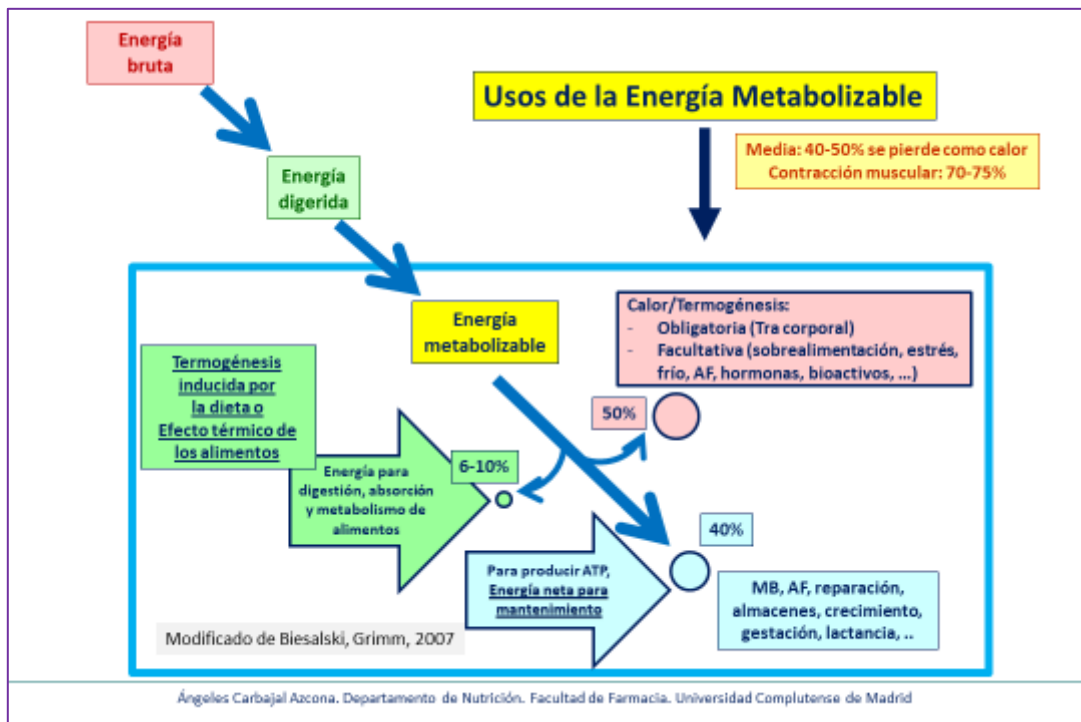 Energía
bruta
Usos de la Energía Metabolizable
Media: 40-50% se pierde como calor
Contracción muscular: 70-75%
Energía
digerida
Energía
metabolizable
Calor/Termogénesis:
- Obligatoria (Tra corporal)
- Facultativa (sobrealimentación, estrés,
frío, AF, hormonas, bioactivos, ...)
Termogénesis
inducida por
la dieta o
Efecto térmico de
los alimentos
50%
6-10%
Energía para
digestión, absorción
y metabolismo de
alimentos
40%
Para producir ATP,
Energía neta para
mantenimiento
MB, AF, reparación,
almacenes, crecimiento,
gestación, lactancia, ..
Modificado de Biesalski, Grimm, 2007
Ángeles Carbajal Azcona. Departamento de Nutrición. Facultad de Farmacia. Universidad Complutense de Madrid